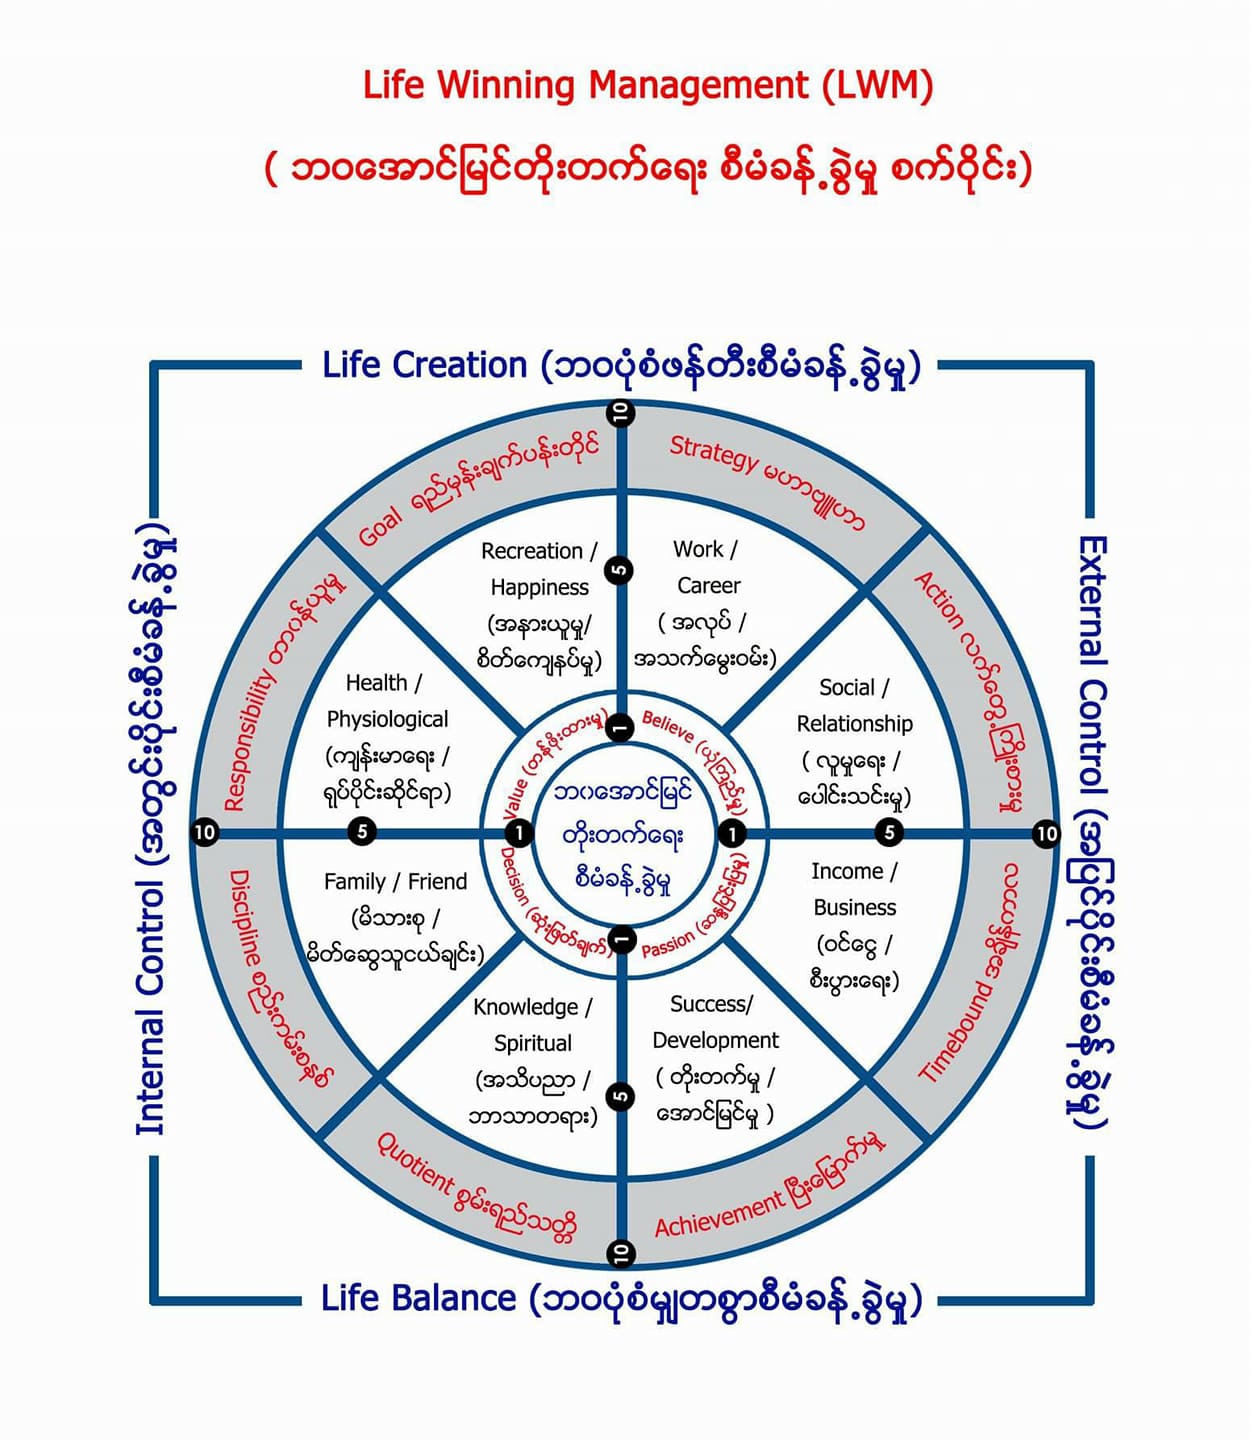 Life Winning Management (LWM)
( ဘဝအောင်မြင်တိုးတက်ရေး စီမံခန့်ခွဲမှု စက်ဝိုင်း)
Life Creation (ဘဝပုံစံဖန်တီးစီမံခန့်ခွဲမှု)
Internal Control (အတွင်းပိုင်းစီမံခန့်ခွဲမှု)
External Control (အပြင်ပိုင်းစီမံခန့်ခွဲမှု)
Goal ရည်မှန်းချက်ပန်းတိုင်
Strategy မဟာဗျူဟာ
Action လက်တွေ့ကြိုးစားမှု
Timebound အချိန်ကာလ
Achievement ပြီးမြောက်မှု
Quotient စွမ်းရည်သတ္တိ
Discipline စည်းကမ်းစနစ်
Responsibility တာဝန်ယူမှု
Recreation /
Happiness
(အနားယူမှု/
စိတ်ကျေနပ်မှု)
Work /
Career
( အလုပ် /
အသက်မွေးဝမ်း)
Social /
Relationship
( လူမှုရေး /
ပေါင်းသင်းမှု)
Income /
Business
(ဝင်ငွေ /
စီးပွားရေး)
Success/
Development
( တိုးတက်မှု /
အောင်မြင်မှု )
Knowledge /
Spiritual
(အသိပညာ /
ဘာသာတရား)
Family / Friend
(မိသားစု /
မိတ်ဆွေသူငယ်ချင်း)
Health /
Physiological
(ကျန်းမာရေး /
ရုပ်ပိုင်းဆိုင်ရာ)
Value (တန်ဖိုးထားမှု)
Believe (ယုံကြည်မှု)
Passion (ဆန္ဒပြင်းပြမှု)
Decision (ဆုံးဖြတ်ချက်)
ဘဝအောင်မြင်
တိုးတက်ရေး
စီမံခန့်ခွဲမှု
10
5
1
10
5
1
1
5
10
1
5
10
Life Balance (ဘဝပုံစံမျှတစွာစီမံခန့်ခွဲမှု)